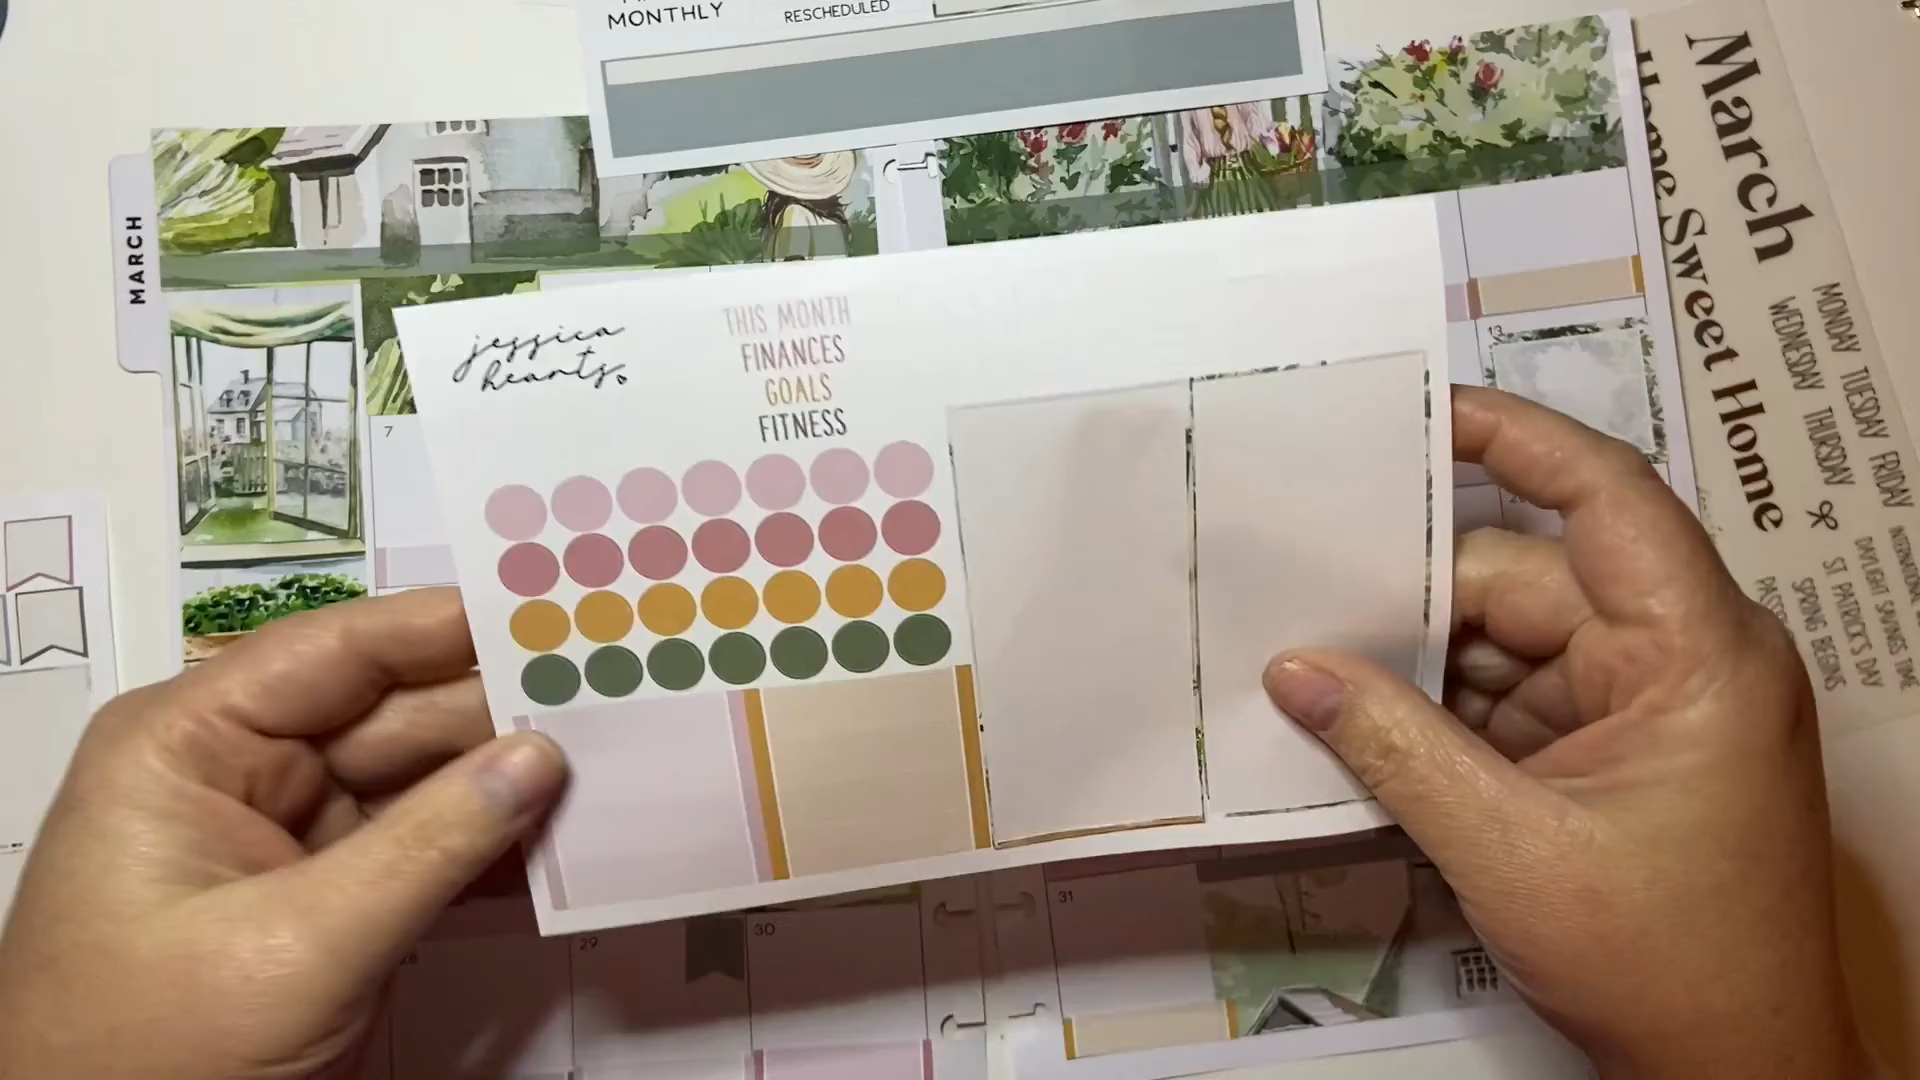 MONTHLY
RESCHEDULED
MARCH
jessica
hearts
THIS MONTH
FINANCES
GOALS
FITNESS
7
13
29
30
31
March
Home Sweet Home
MONDAY TUESDAY FRIDAY
WEDNESDAY THURSDAY
INTERNATIONAL
DAYLIGHT SAVINGS TIME
ST PATRICK'S DAY
SPRING BEGINS